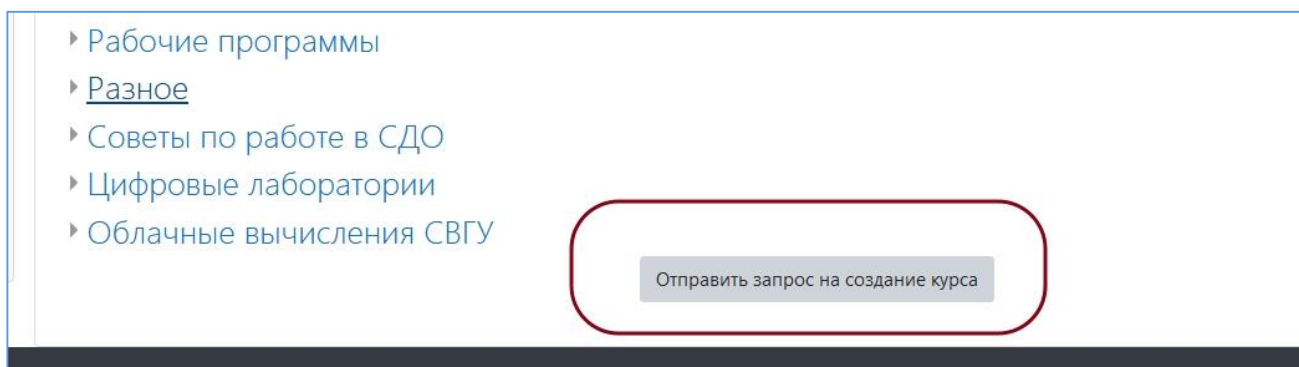 Рабочие программы
Разное
Советы по работе в СДО
Цифровые лаборатории
Облачные вычисления СВГУ
Отправить запрос на создание курса